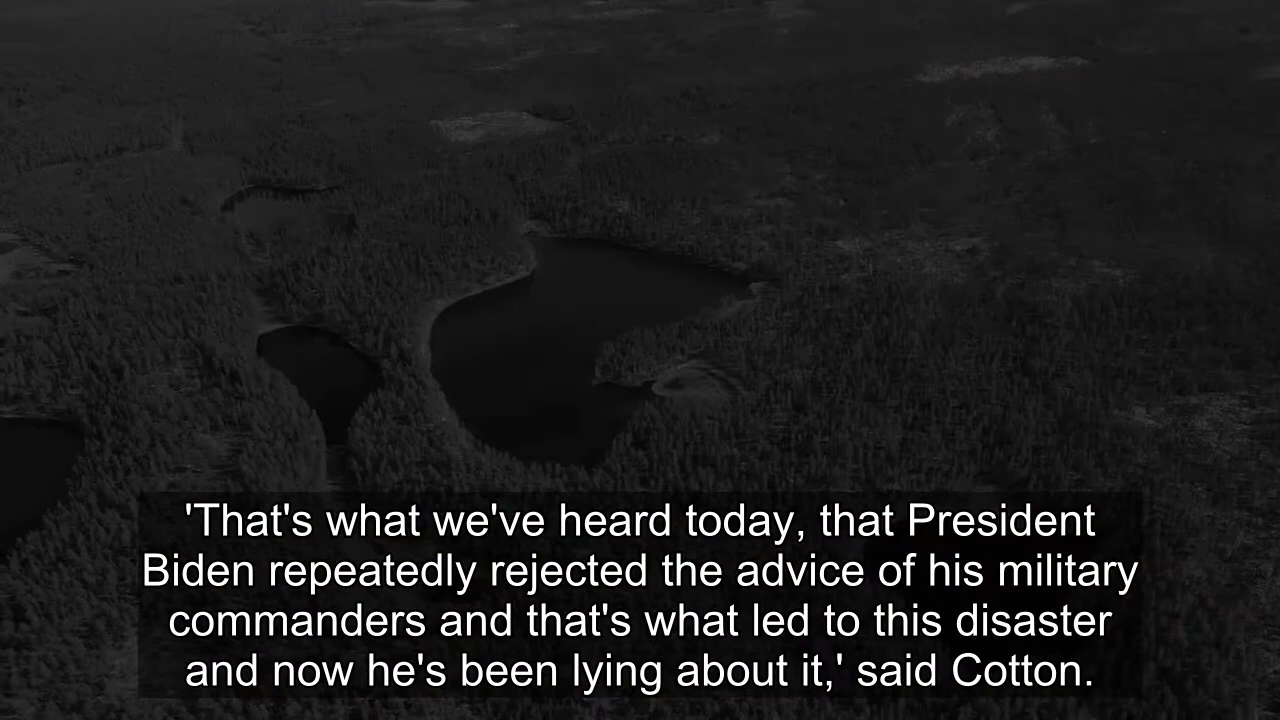 'That's what we've heard today, that President
Biden repeatedly rejected the advice of his military
commanders and that's what led to this disaster
and now he's been lying about it,' said Cotton.